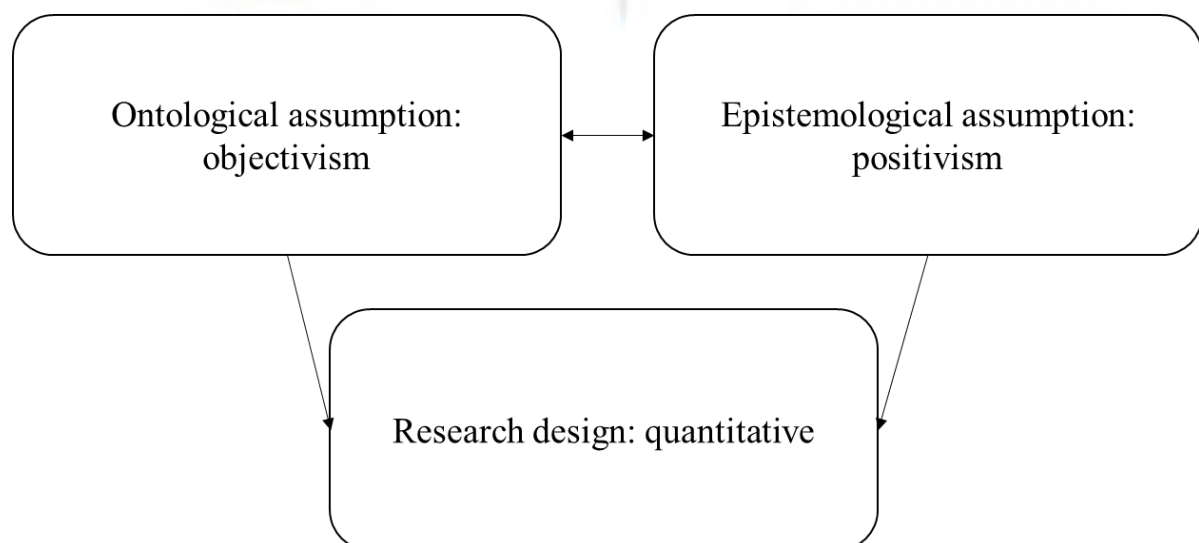 Ontological assumption:
objectivism
Epistemological assumption:
positivism
Research design: quantitative